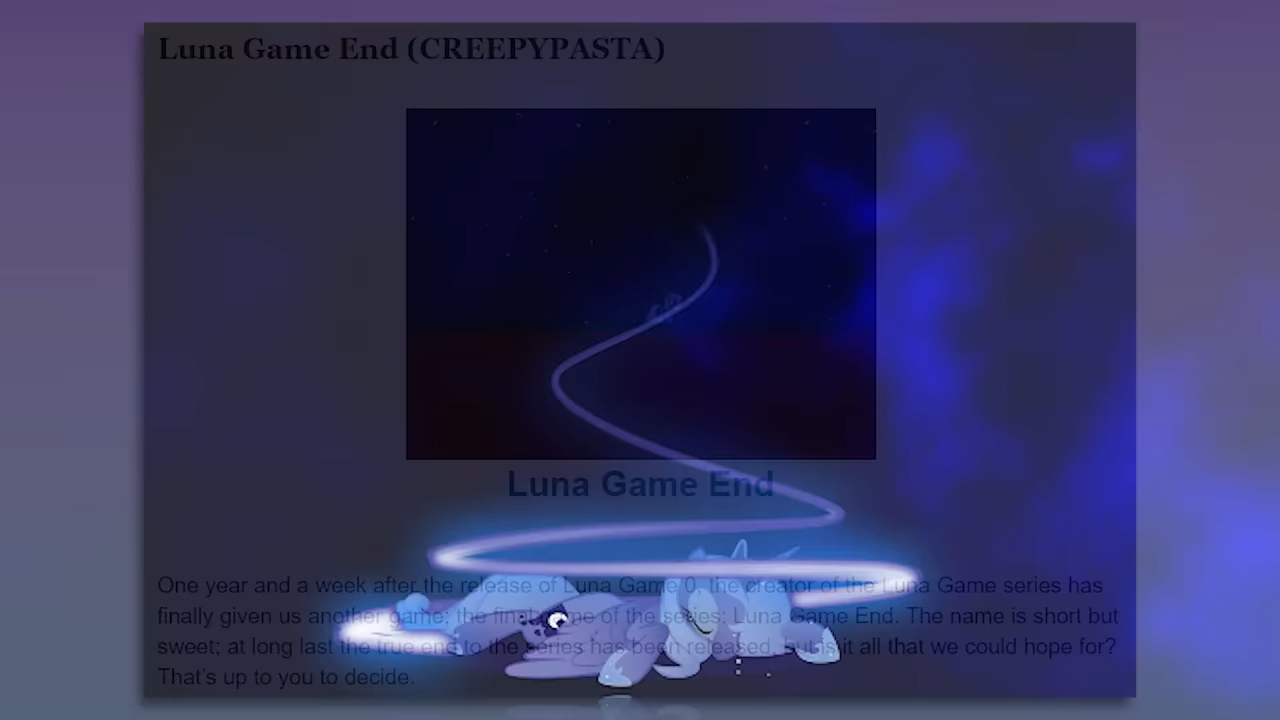 Luna Game End (CREEPYPASTA)
Luna Game End
One year and a week after the release of Luna Game 0, the creator of the Luna Game series has
finally given us another game; the final game of the series: Luna Game End. The name is short but
sweet; at long last the true end to the series has been released, but is it all that we could hope for?
That's up to you to decide.